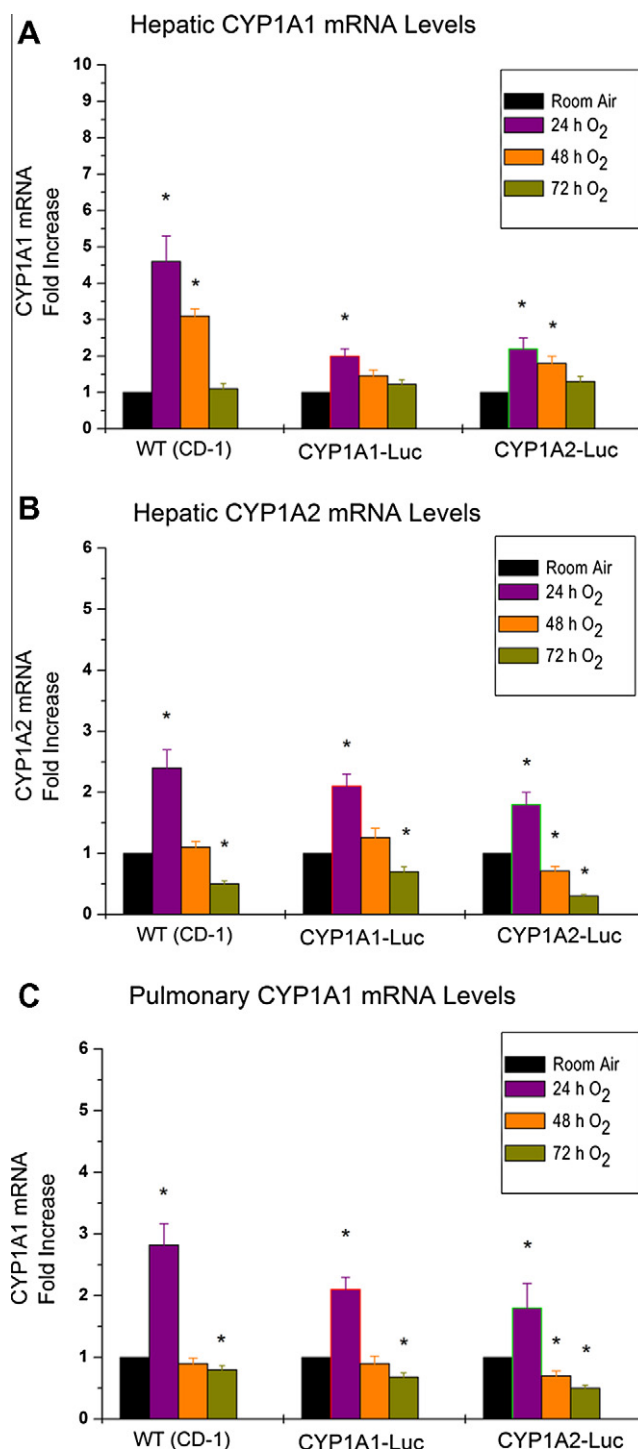 A
Hepatic CYP1A1 mRNA Levels
CYP1A1 mRNA
Fold Increase
10
9
8
7
6
5
4
3
2
1
0
Room Air
24 h O2
48 h O2
72 h O2
*
*
*
*
*
WT (CD-1)
CYP1A1-Luc
CYP1A2-Luc
B
Hepatic CYP1A2 mRNA Levels
CYP1A2 mRNA
Fold Increase
6
5
4
3
2
1
0
Room Air
24 h O2
48 h O2
72 h O2
*
*
*
*
*
*
*
WT (CD-1)
CYP1A1-Luc
CYP1A2-Luc
C
Pulmonary CYP1A1 mRNA Levels
CYP1A1 mRNA
Fold Increase
6
5
4
3
2
1
0
Room Air
24 h O2
48 h O2
72 h O2
*
*
*
*
*
*
*
WT (CD-1)
CYP1A1-Luc
CYP1A2-Luc